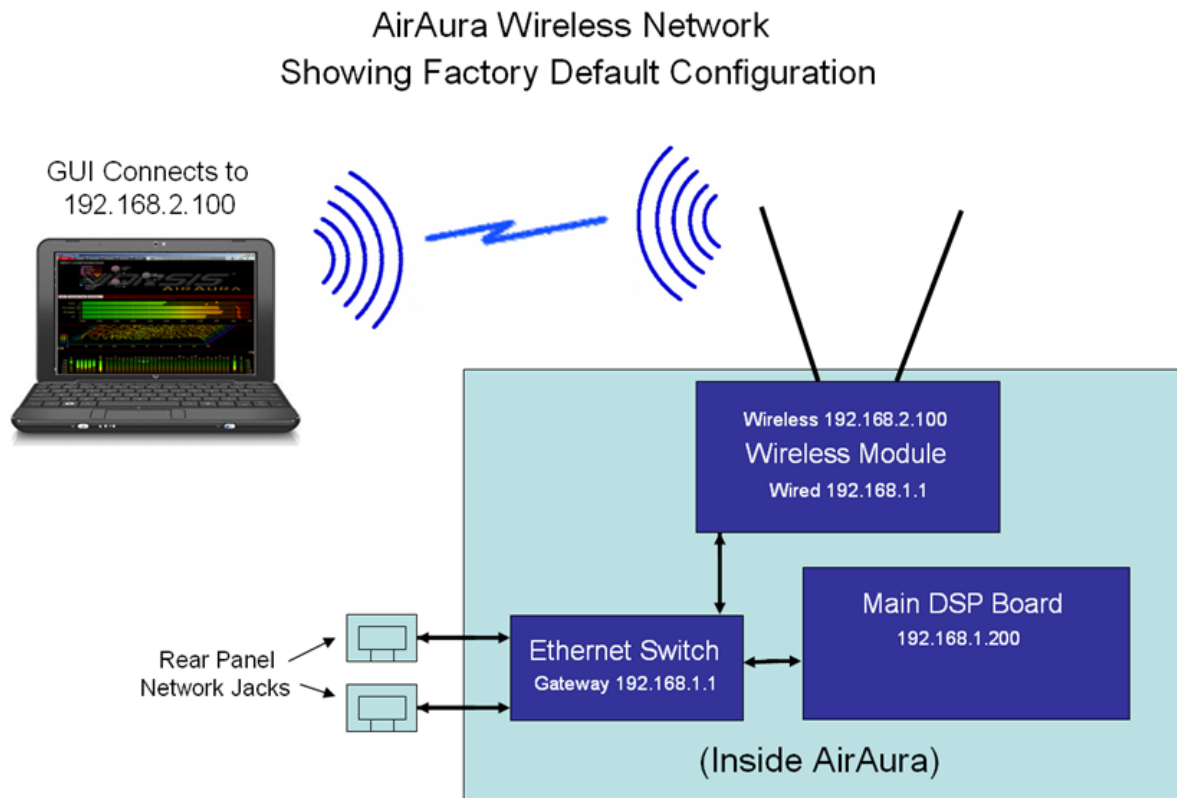 AirAura Wireless Network
Showing Factory Default Configuration
GUI Connects to
192.168.2.100
VORSIS
AIRAURA
Wireless 192.168.2.100
Wireless Module
Wired 192.168.1.1
Main DSP Board
192.168.1.200
Ethernet Switch
Gateway 192.168.1.1
Rear Panel
Network Jacks
(Inside AirAura)